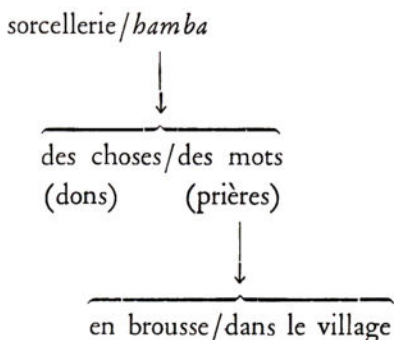 sorcellerie/hamba
des choses/des mots
(dons) (prières)
en brousse/dans le village